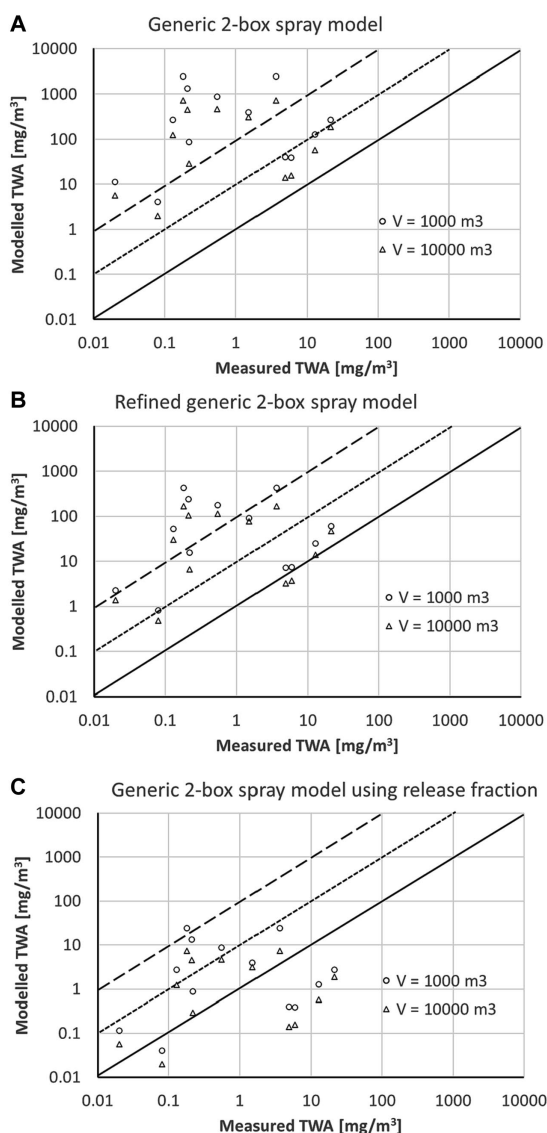 A
Generic 2-box spray model
Modelled TWA [mg/m³]
10000
1000
100
10
1
0.1
0.01
V = 1000 m3
V = 10000 m3
0.01 0.1 1 10 100 1000 10000
Measured TWA [mg/m³]
B
Refined generic 2-box spray model
Modelled TWA [mg/m³]
10000
1000
100
10
1
0.1
0.01
V = 1000 m3
V = 10000 m3
0.01 0.1 1 10 100 1000 10000
Measured TWA [mg/m³]
C
Generic 2-box spray model using release fraction
Modelled TWA [mg/m³]
10000
1000
100
10
1
0.1
0.01
V = 1000 m3
V = 10000 m3
0.01 0.1 1 10 100 1000 10000
Measured TWA [mg/m³]